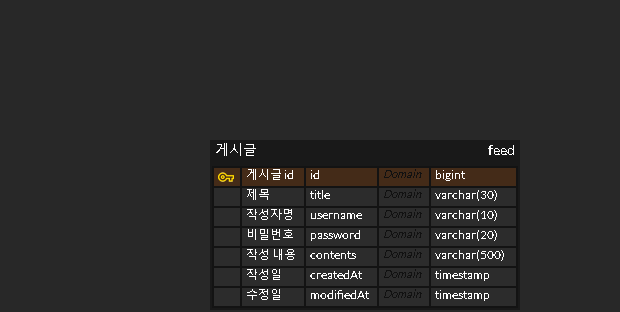 게시글 feed
게시글 id id Domain bigint
제목 title Domain varchar(30)
작성자명 username Domain varchar(10)
비밀번호 password Domain varchar(20)
작성 내용 contents Domain varchar(500)
작성일 createdAt Domain timestamp
수정일 modifiedAt Domain timestamp